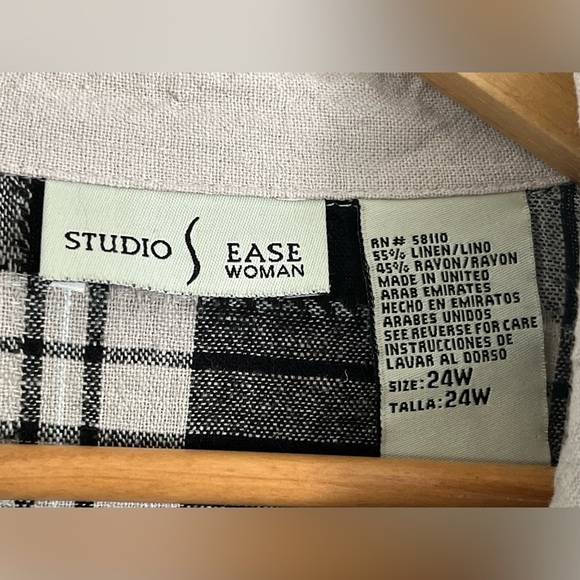 STUDIO S EASE
WOMAN
RN# 58110
55% LINEN/LINO
45% RAYON/RAYON
MADE IN UNITED
ARAB EMIRATES
HECHO EN EMIRATOS
ARABES UNIDOS
SEE REVERSE FOR CARE
INSTRUCCIONES DE
LAVAR AL DORSO
SIZE: 24W
TALLA: 24W